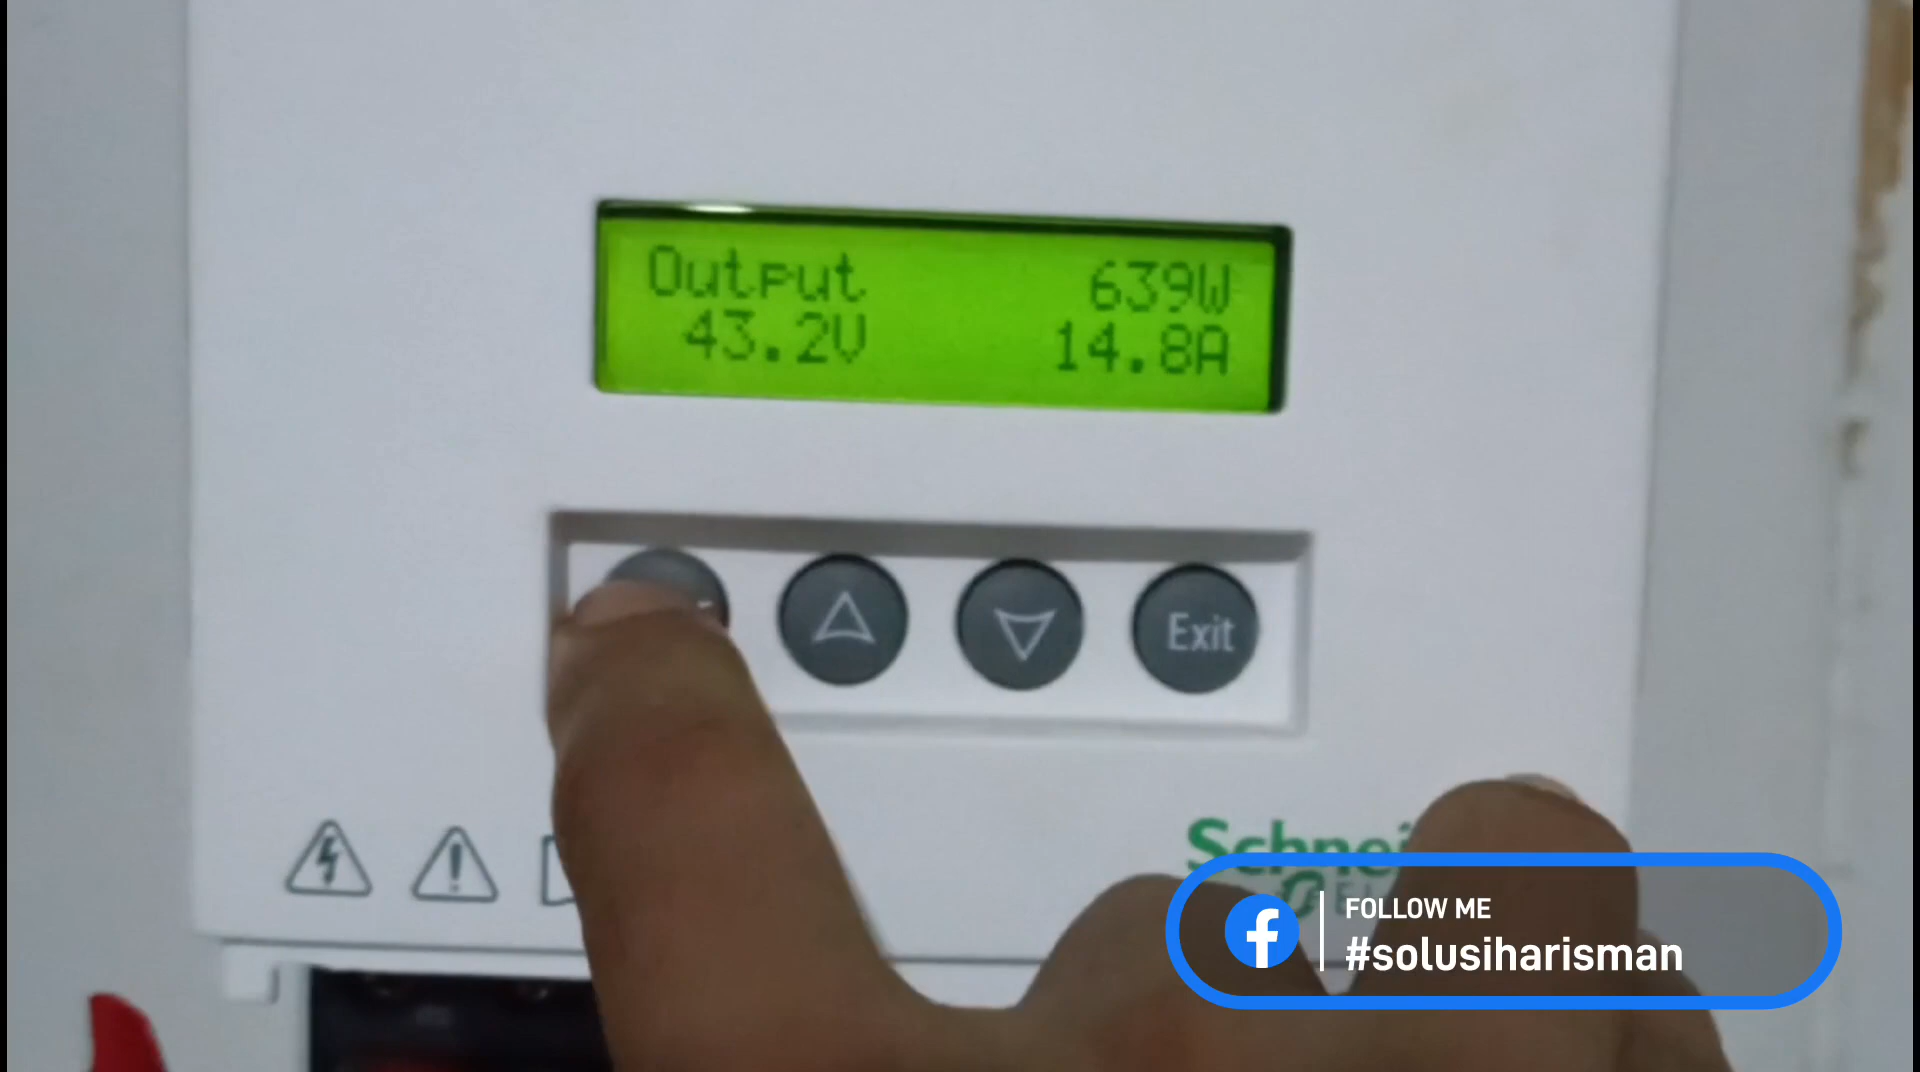 Output 639W
43.2V 14.8A
Exit
FOLLOW ME
#solusiharisman